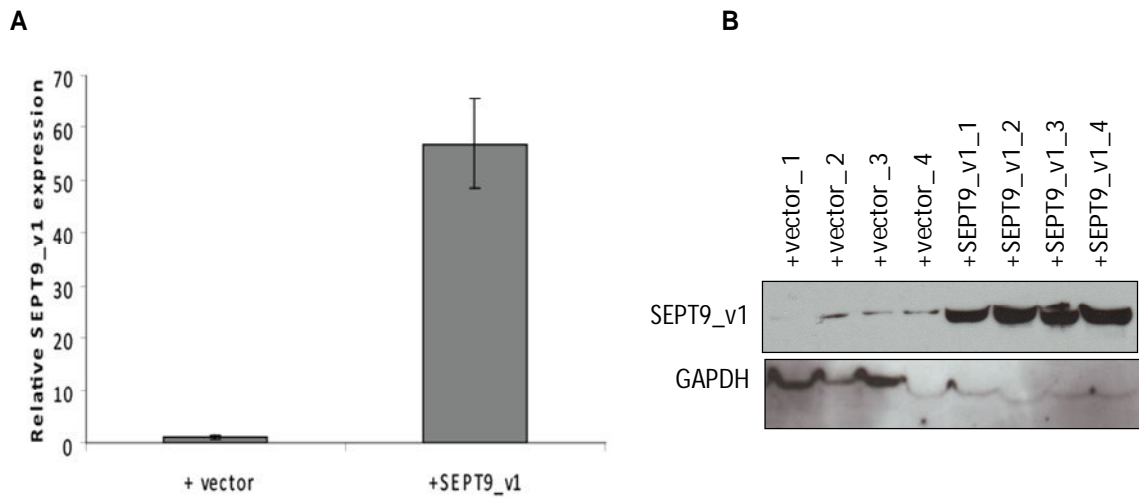 A
Relative SEPT9_v1 expression
70
60
50
40
30
20
10
0
+ vector
+SEPT9_v1
B
+vector_1
+vector_2
+vector_3
+vector_4
+SEPT9_v1_1
+SEPT9_v1_2
+SEPT9_v1_3
+SEPT9_v1_4
SEPT9_v1
GAPDH